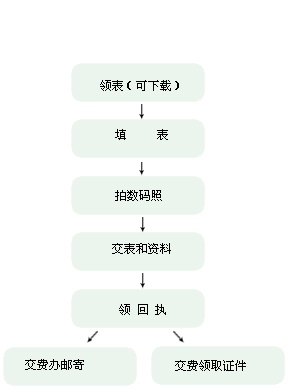 领表（可下载）
填 表
拍数码照
交表和资料
领 回 执
交费办邮寄
交费领取证件